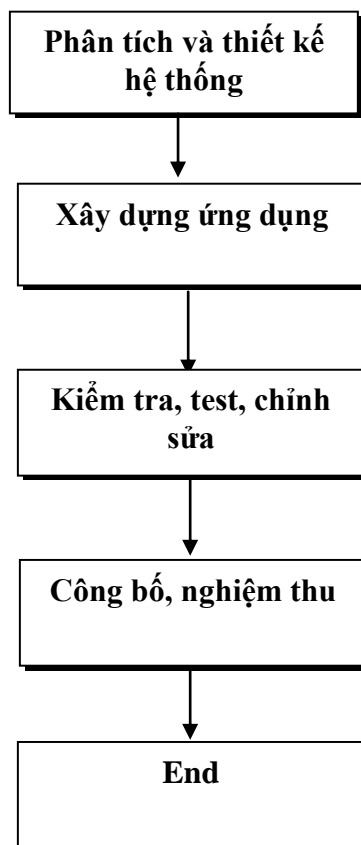 Phân tích và thiết kế
hệ thống
Xây dựng ứng dụng
Kiểm tra, test, chỉnh
sửa
Công bố, nghiệm thu
End